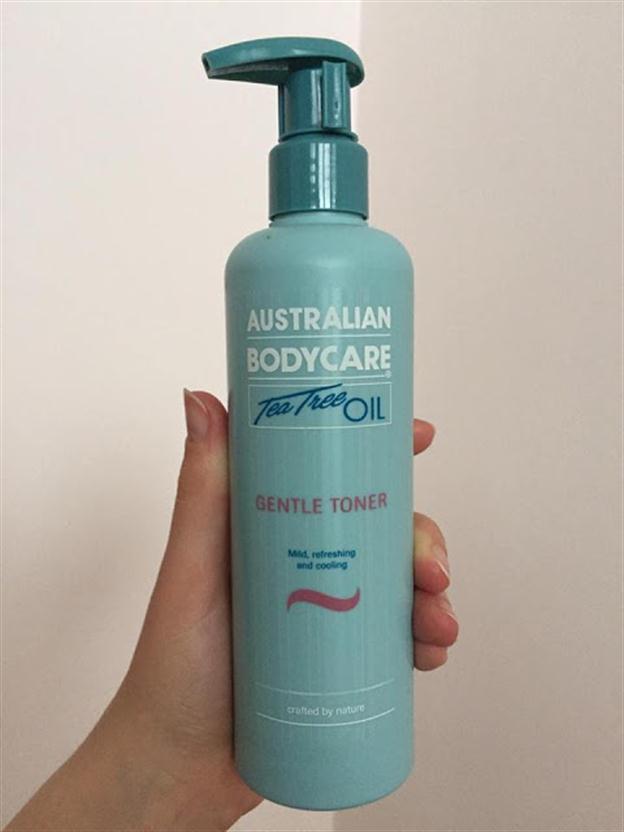 AUSTRALIAN
BODYCARE®
Tea Tree OIL
GENTLE TONER
Mild, refreshing
and cooling
crafted by nature